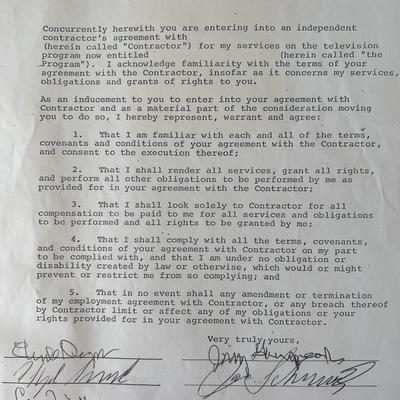 Concurrently herewith you are entering into an independent
contractor's agreement with
(herein called "Contractor") for my services on the television
program now entitled (herein called "the
Program"). I acknowledge familiarity with the terms of your
agreement with the Contractor, insofar as it concerns my services,
obligations and grants of rights to you.
As an inducement to you to enter into your agreement with
Contractor and as a material part of the consideration moving
you to do so, I hereby represent, warrant and agree:
1. That I am familiar with each and all of the terms,
covenants and conditions of your agreement with the Contractor,
and consent to the execution thereof;
2. That I shall render all services, grant all rights,
and perform all other obligations to be performed by me as
provided for in your agreement with the Contractor;
3. That I shall look solely to Contractor for all
compensation to be paid to me for all services and obligations
to be performed and all rights to be granted by me;
4. That I shall comply with all the terms, covenants,
and conditions of your agreement with Contractor on my part
to be complied with, and that I am under no obligation or
disability created by law or otherwise, which would or might
prevent or restrict me from so complying; and
5. That in no event shall any amendment or termination
of my employment agreement with Contractor, or any breach thereof
by Contractor limit or affect any of my obligations or your
rights provided for in your agreement with Contractor.
Very truly yours,